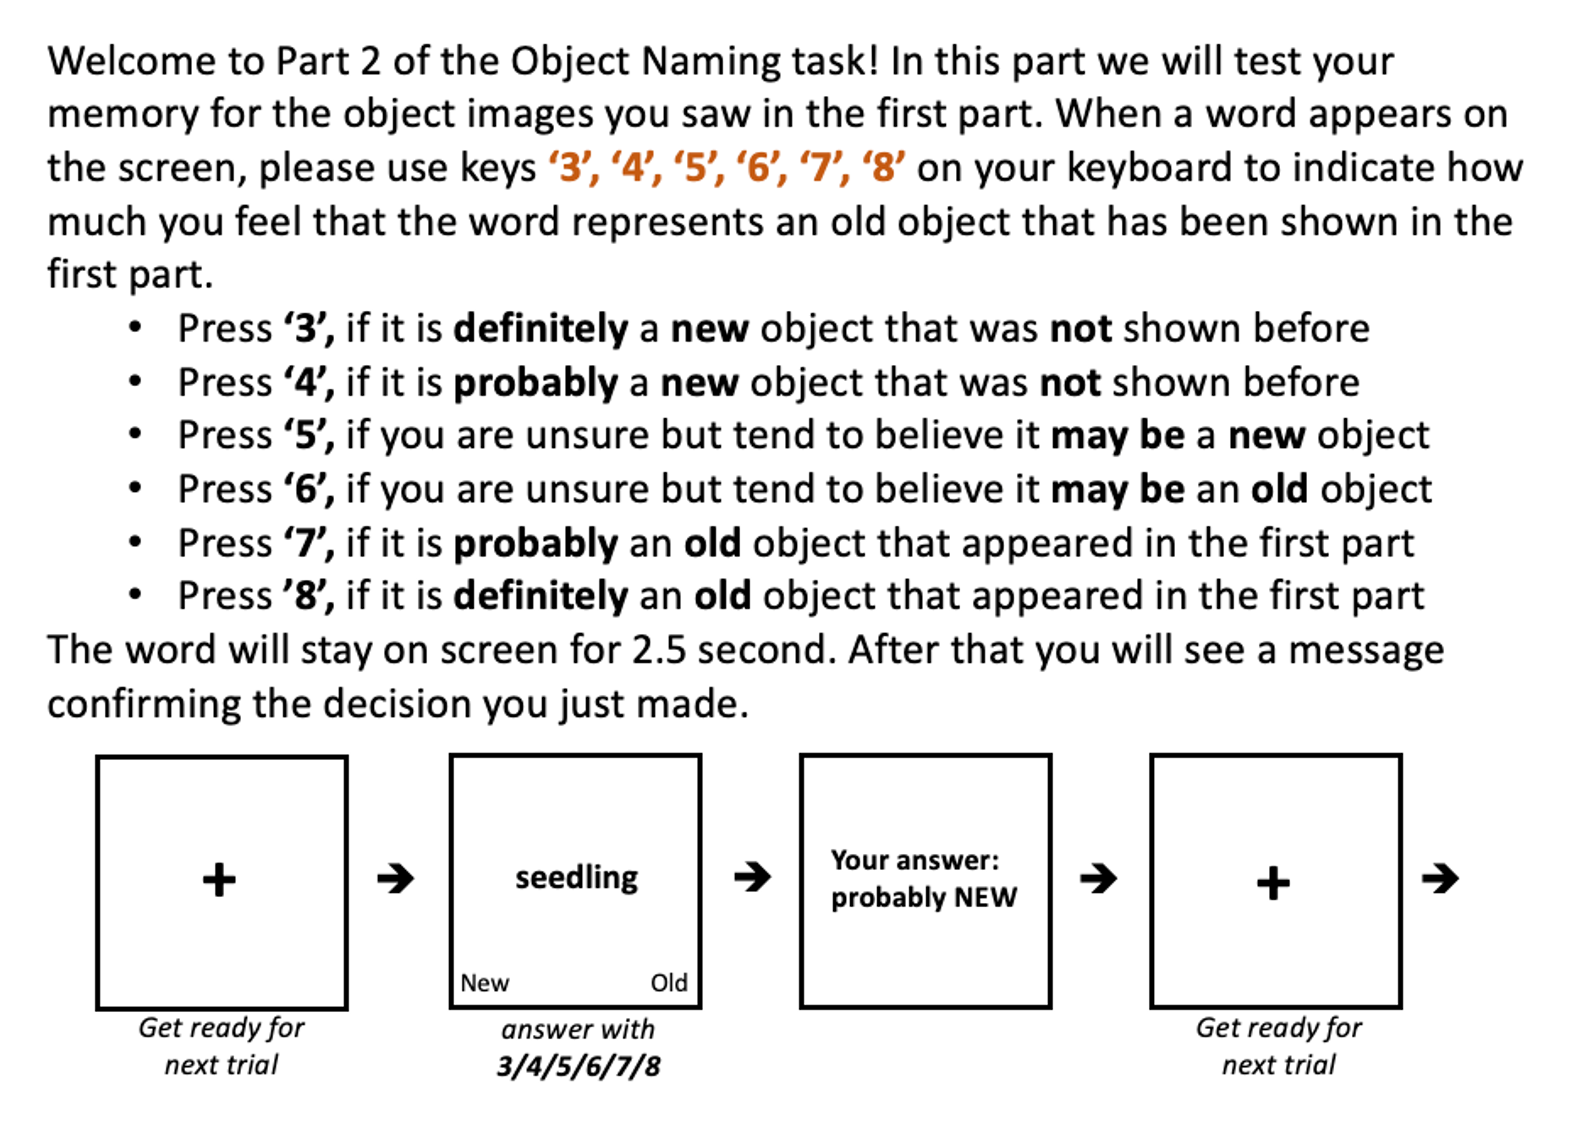 Welcome to Part 2 of the Object Naming task! In this part we will test your
memory for the object images you saw in the first part. When a word appears on
the screen, please use keys ‘3’, ‘4’, ‘5’, ‘6’, ‘7’, ‘8’ on your keyboard to indicate how
much you feel that the word represents an old object that has been shown in the
first part.
• Press ‘3’, if it is definitely a new object that was not shown before
• Press ‘4’, if it is probably a new object that was not shown before
• Press ‘5’, if you are unsure but tend to believe it may be a new object
• Press ‘6’, if you are unsure but tend to believe it may be an old object
• Press ‘7’, if it is probably an old object that appeared in the first part
• Press ’8’, if it is definitely an old object that appeared in the first part
The word will stay on screen for 2.5 second. After that you will see a message
confirming the decision you just made.
+
Get ready for
next trial
seedling
New Old
answer with
3/4/5/6/7/8
Your answer:
probably NEW
+
Get ready for
next trial